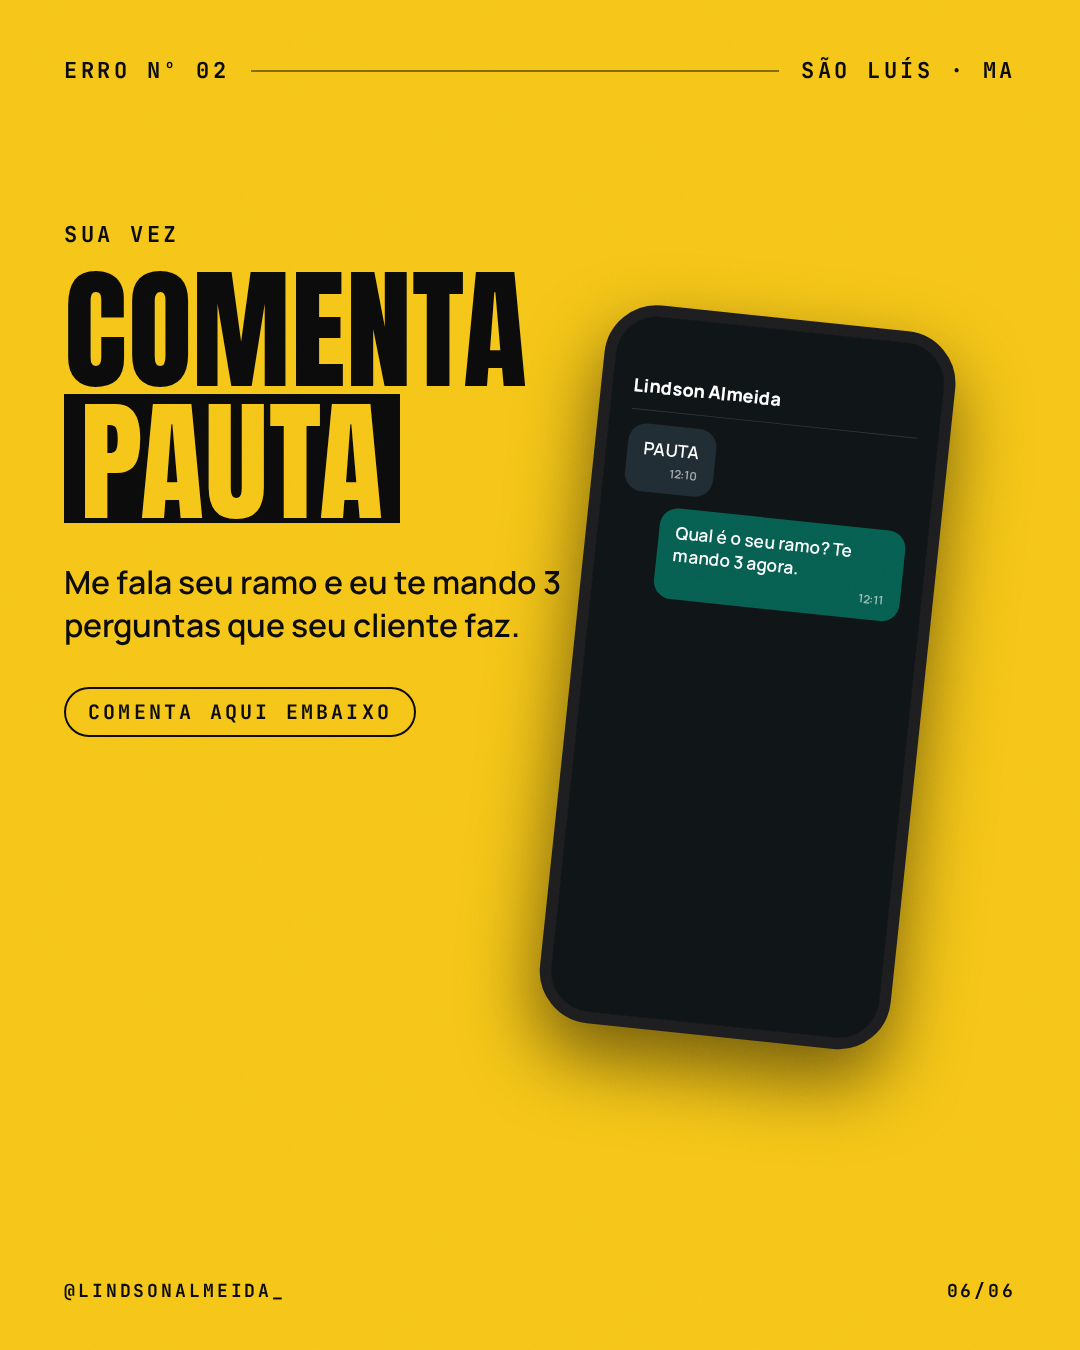 ERRO N° 02
SÃO LUÍS · MA
SUA VEZ
COMENTA
PAUTA
Me fala seu ramo e eu te mando 3
perguntas que seu cliente faz.
COMENTA AQUI EMBAIXO
Lindson Almeida
PAUTA
12:10
Qual é o seu ramo? Te
mando 3 agora.
12:11
@LINDSONALMEIDA_
06/06